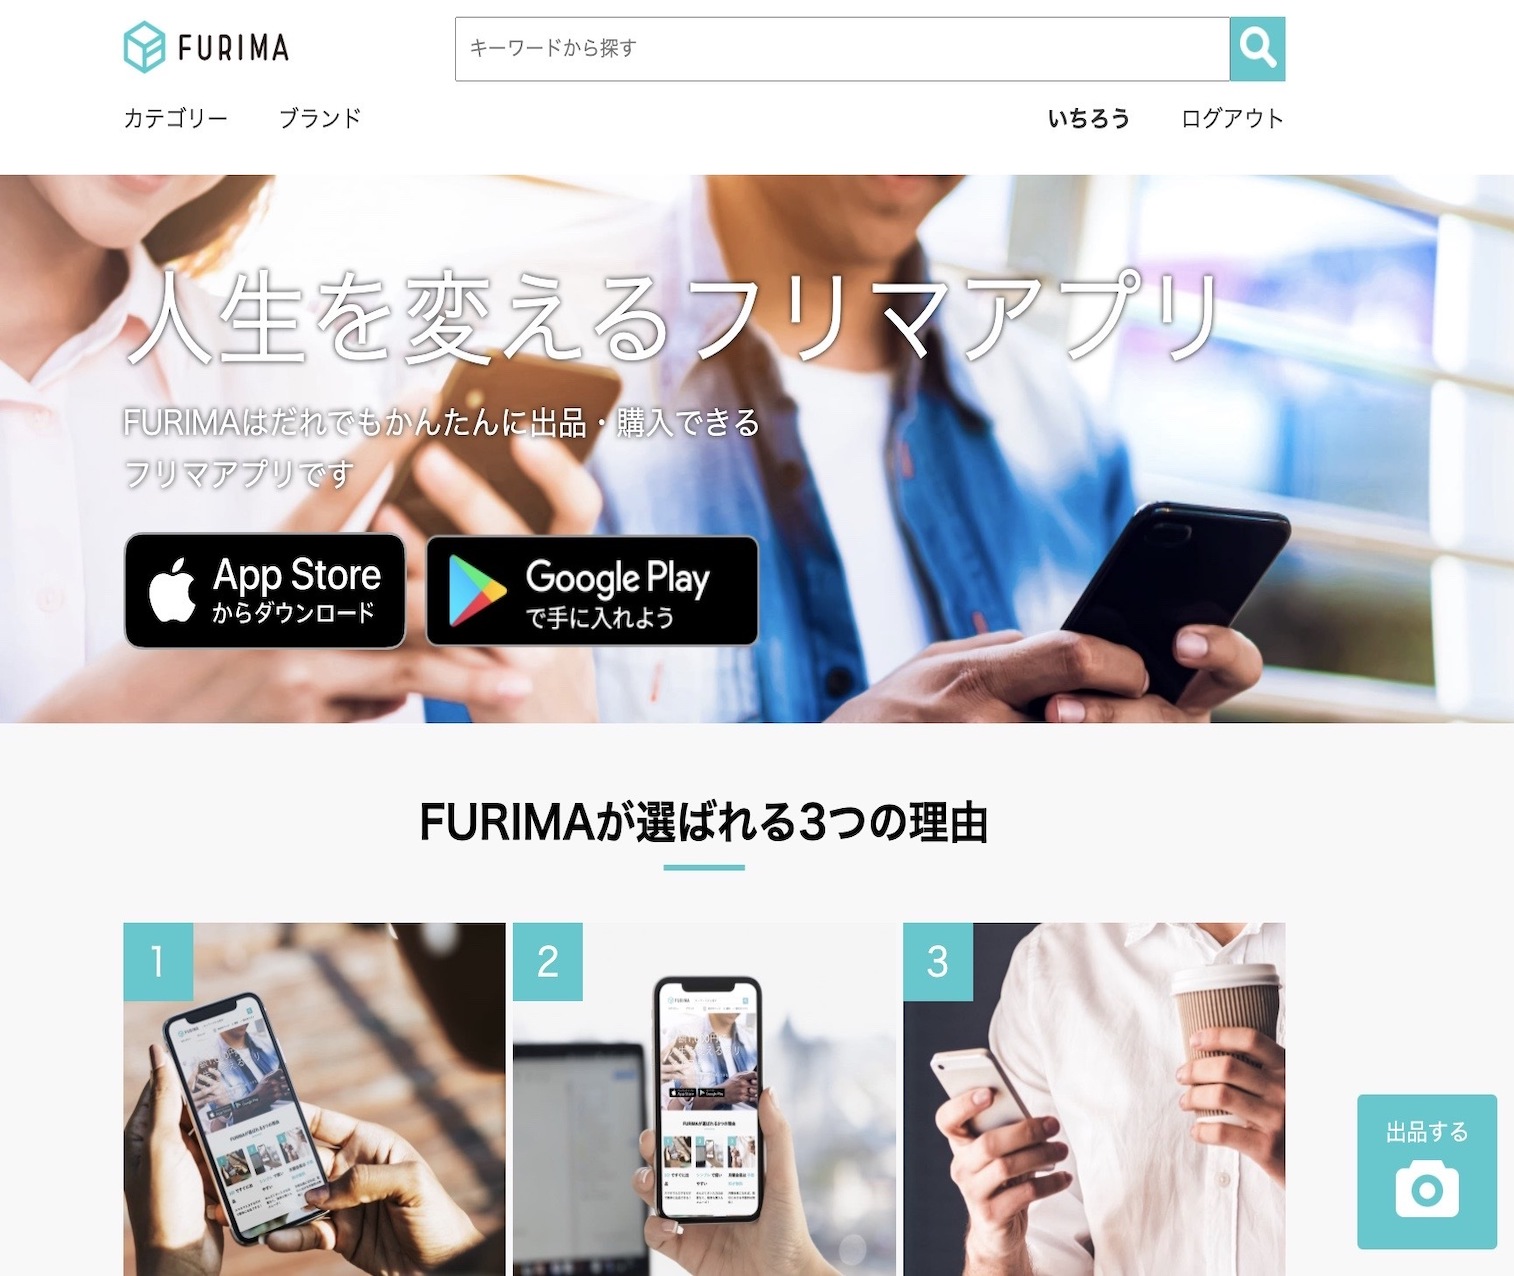 FURIMA
キーワードから探す
カテゴリー ブランド いちろう ログアウト
人生を変えるフリマアプリ
FURIMAはだれでもかんたんに出品・購入できる
フリマアプリです
App Store
からダウンロード
Google Play
で手に入れよう
FURIMAが選ばれる3つの理由
1 2 3
出品する